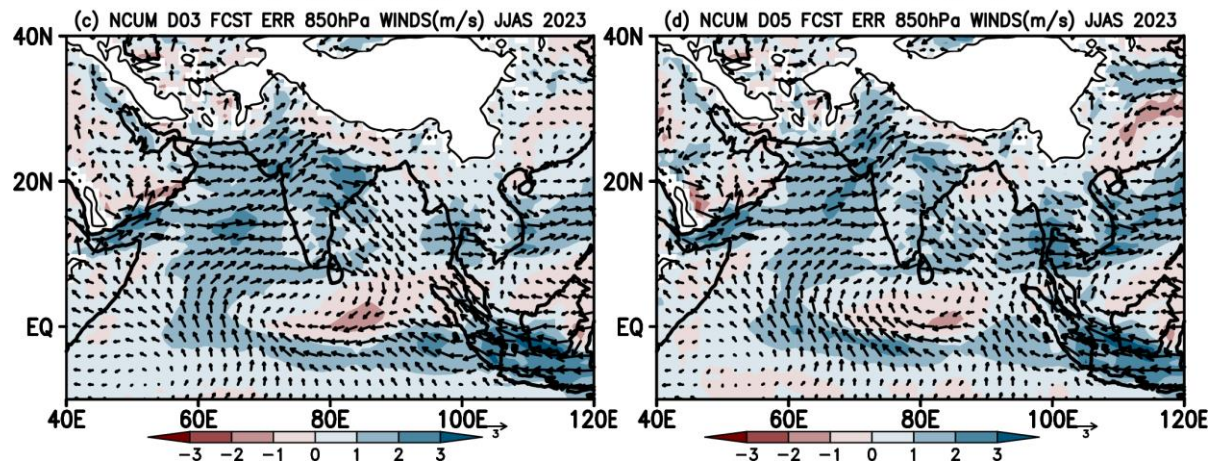 (c) NCUM D03 FCST ERR 850hPa WINDS(m/s) JJAS 2023
40N
20N
EQ
40E 60E 80E 100E 120E
3
-3 -2 -1 0 1 2 3
(d) NCUM D05 FCST ERR 850hPa WINDS(m/s) JJAS 2023
40N
20N
EQ
40E 60E 80E 100E 120E
3
-3 -2 -1 0 1 2 3